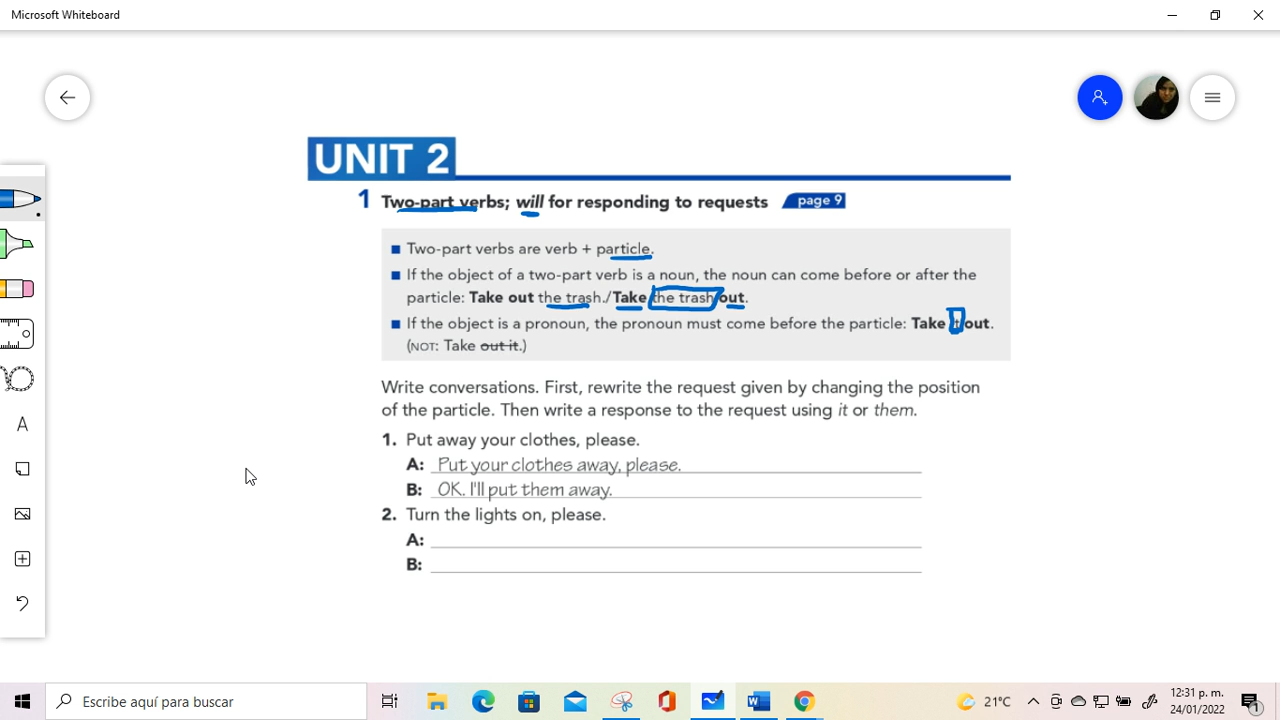 Microsoft Whiteboard
UNIT 2
1 Two-part verbs; will for responding to requests page 9
■ Two-part verbs are verb + particle.
■ If the object of a two-part verb is a noun, the noun can come before or after the
particle: Take out the trash./Take the trash out.
■ If the object is a pronoun, the pronoun must come before the particle: Take it out.
(NOT: Take out it.)
Write conversations. First, rewrite the request given by changing the position
of the particle. Then write a response to the request using it or them.
1. Put away your clothes, please.
A: Put your clothes away, please.
B: OK. I'll put them away.
2. Turn the lights on, please.
A:
B:
A
Escribe aquí para buscar
21°C
12:31 p. m.
24/01/2022
1